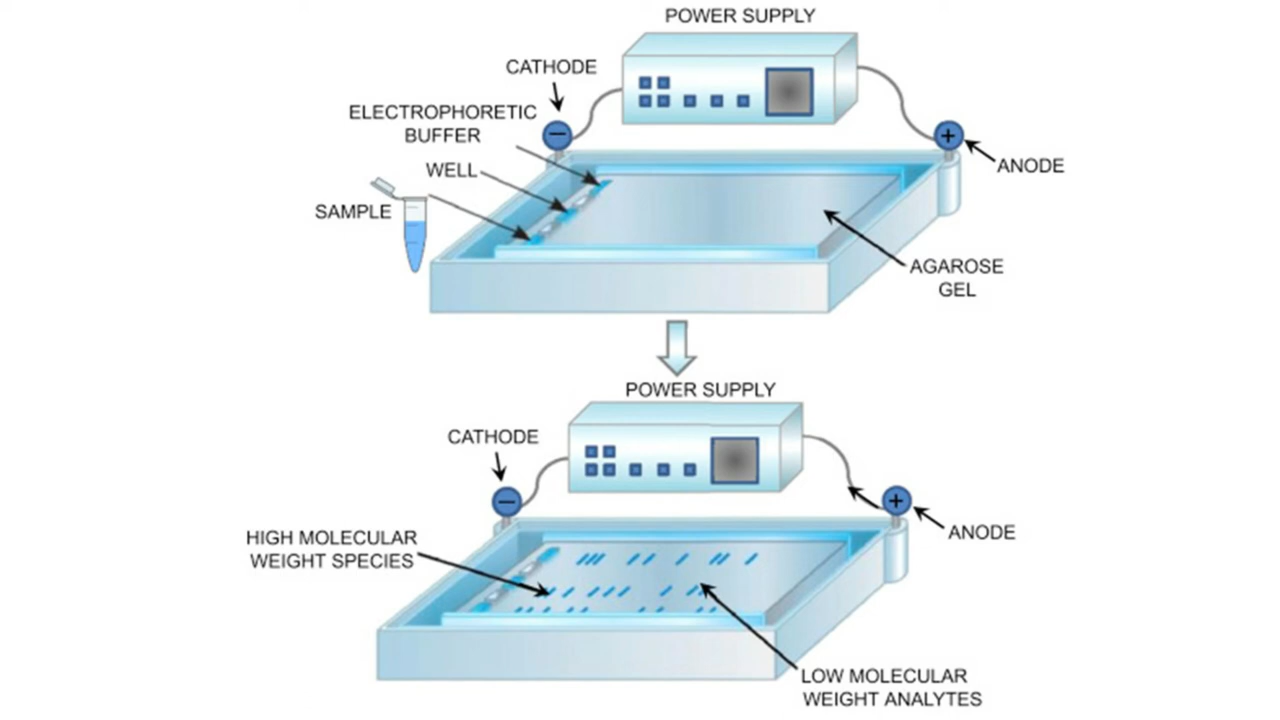 POWER SUPPLY
CATHODE
−
+
ELECTROPHORETIC
BUFFER
ANODE
WELL
SAMPLE
AGAROSE
GEL
POWER SUPPLY
CATHODE
−
+
ANODE
HIGH MOLECULAR
WEIGHT SPECIES
LOW MOLECULAR
WEIGHT ANALYTES